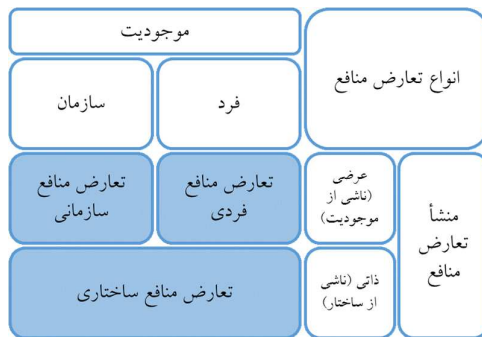 انواع تعارض منافع
موجودیت
فرد
سازمان
منشأ
تعارض
منافع
عرضی
(ناشی از
موجودیت)
تعارض منافع
فردی
تعارض منافع
سازمانی
ذاتی (ناشی
از ساختار)
تعارض منافع ساختاری